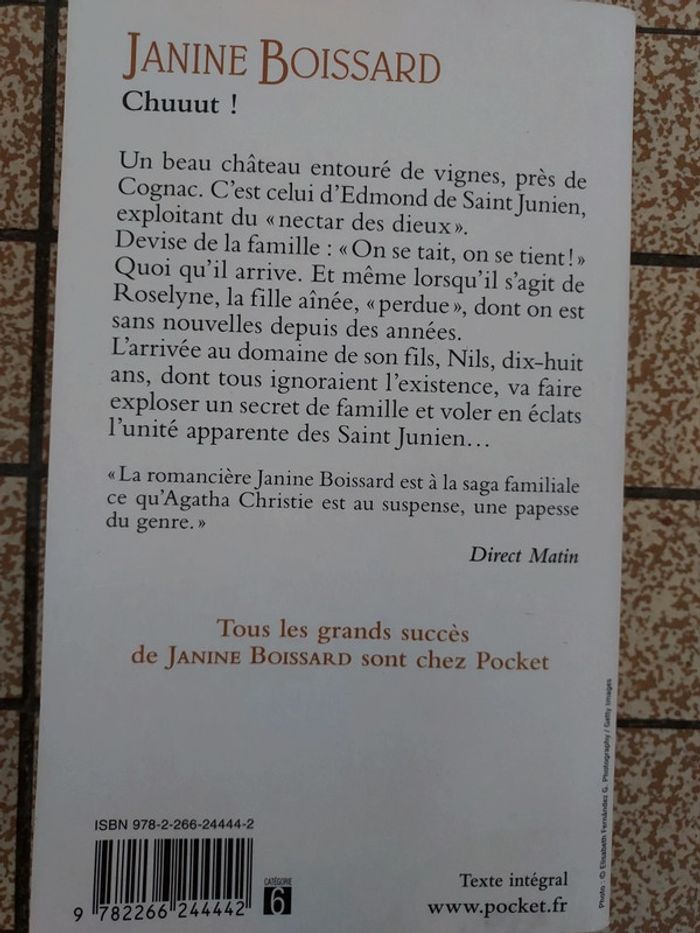 JANINE BOISSARD
Chuuut !
Un beau château entouré de vignes, près de
Cognac. C'est celui d'Edmond de Saint Junien,
exploitant du « nectar des dieux ».
Devise de la famille : « On se tait, on se tient ! »
Quoi qu'il arrive. Et même lorsqu'il s'agit de
Roselyne, la fille aînée, « perdue », dont on est
sans nouvelles depuis des années.
L'arrivée au domaine de son fils, Nils, dix-huit
ans, dont tous ignoraient l'existence, va faire
exploser un secret de famille et voler en éclats
l'unité apparente des Saint Junien...
« La romancière Janine Boissard est à la saga familiale
ce qu'Agatha Christie est au suspense, une papesse
du genre. »
Direct Matin
Tous les grands succès
de JANINE BOISSARD sont chez Pocket
Photo : © Elisabeth Fernández G. Photography / Getty Images
ISBN 978-2-266-24444-2
9 782266 244442
CATÉGORIE
6
Texte intégral
www.pocket.fr